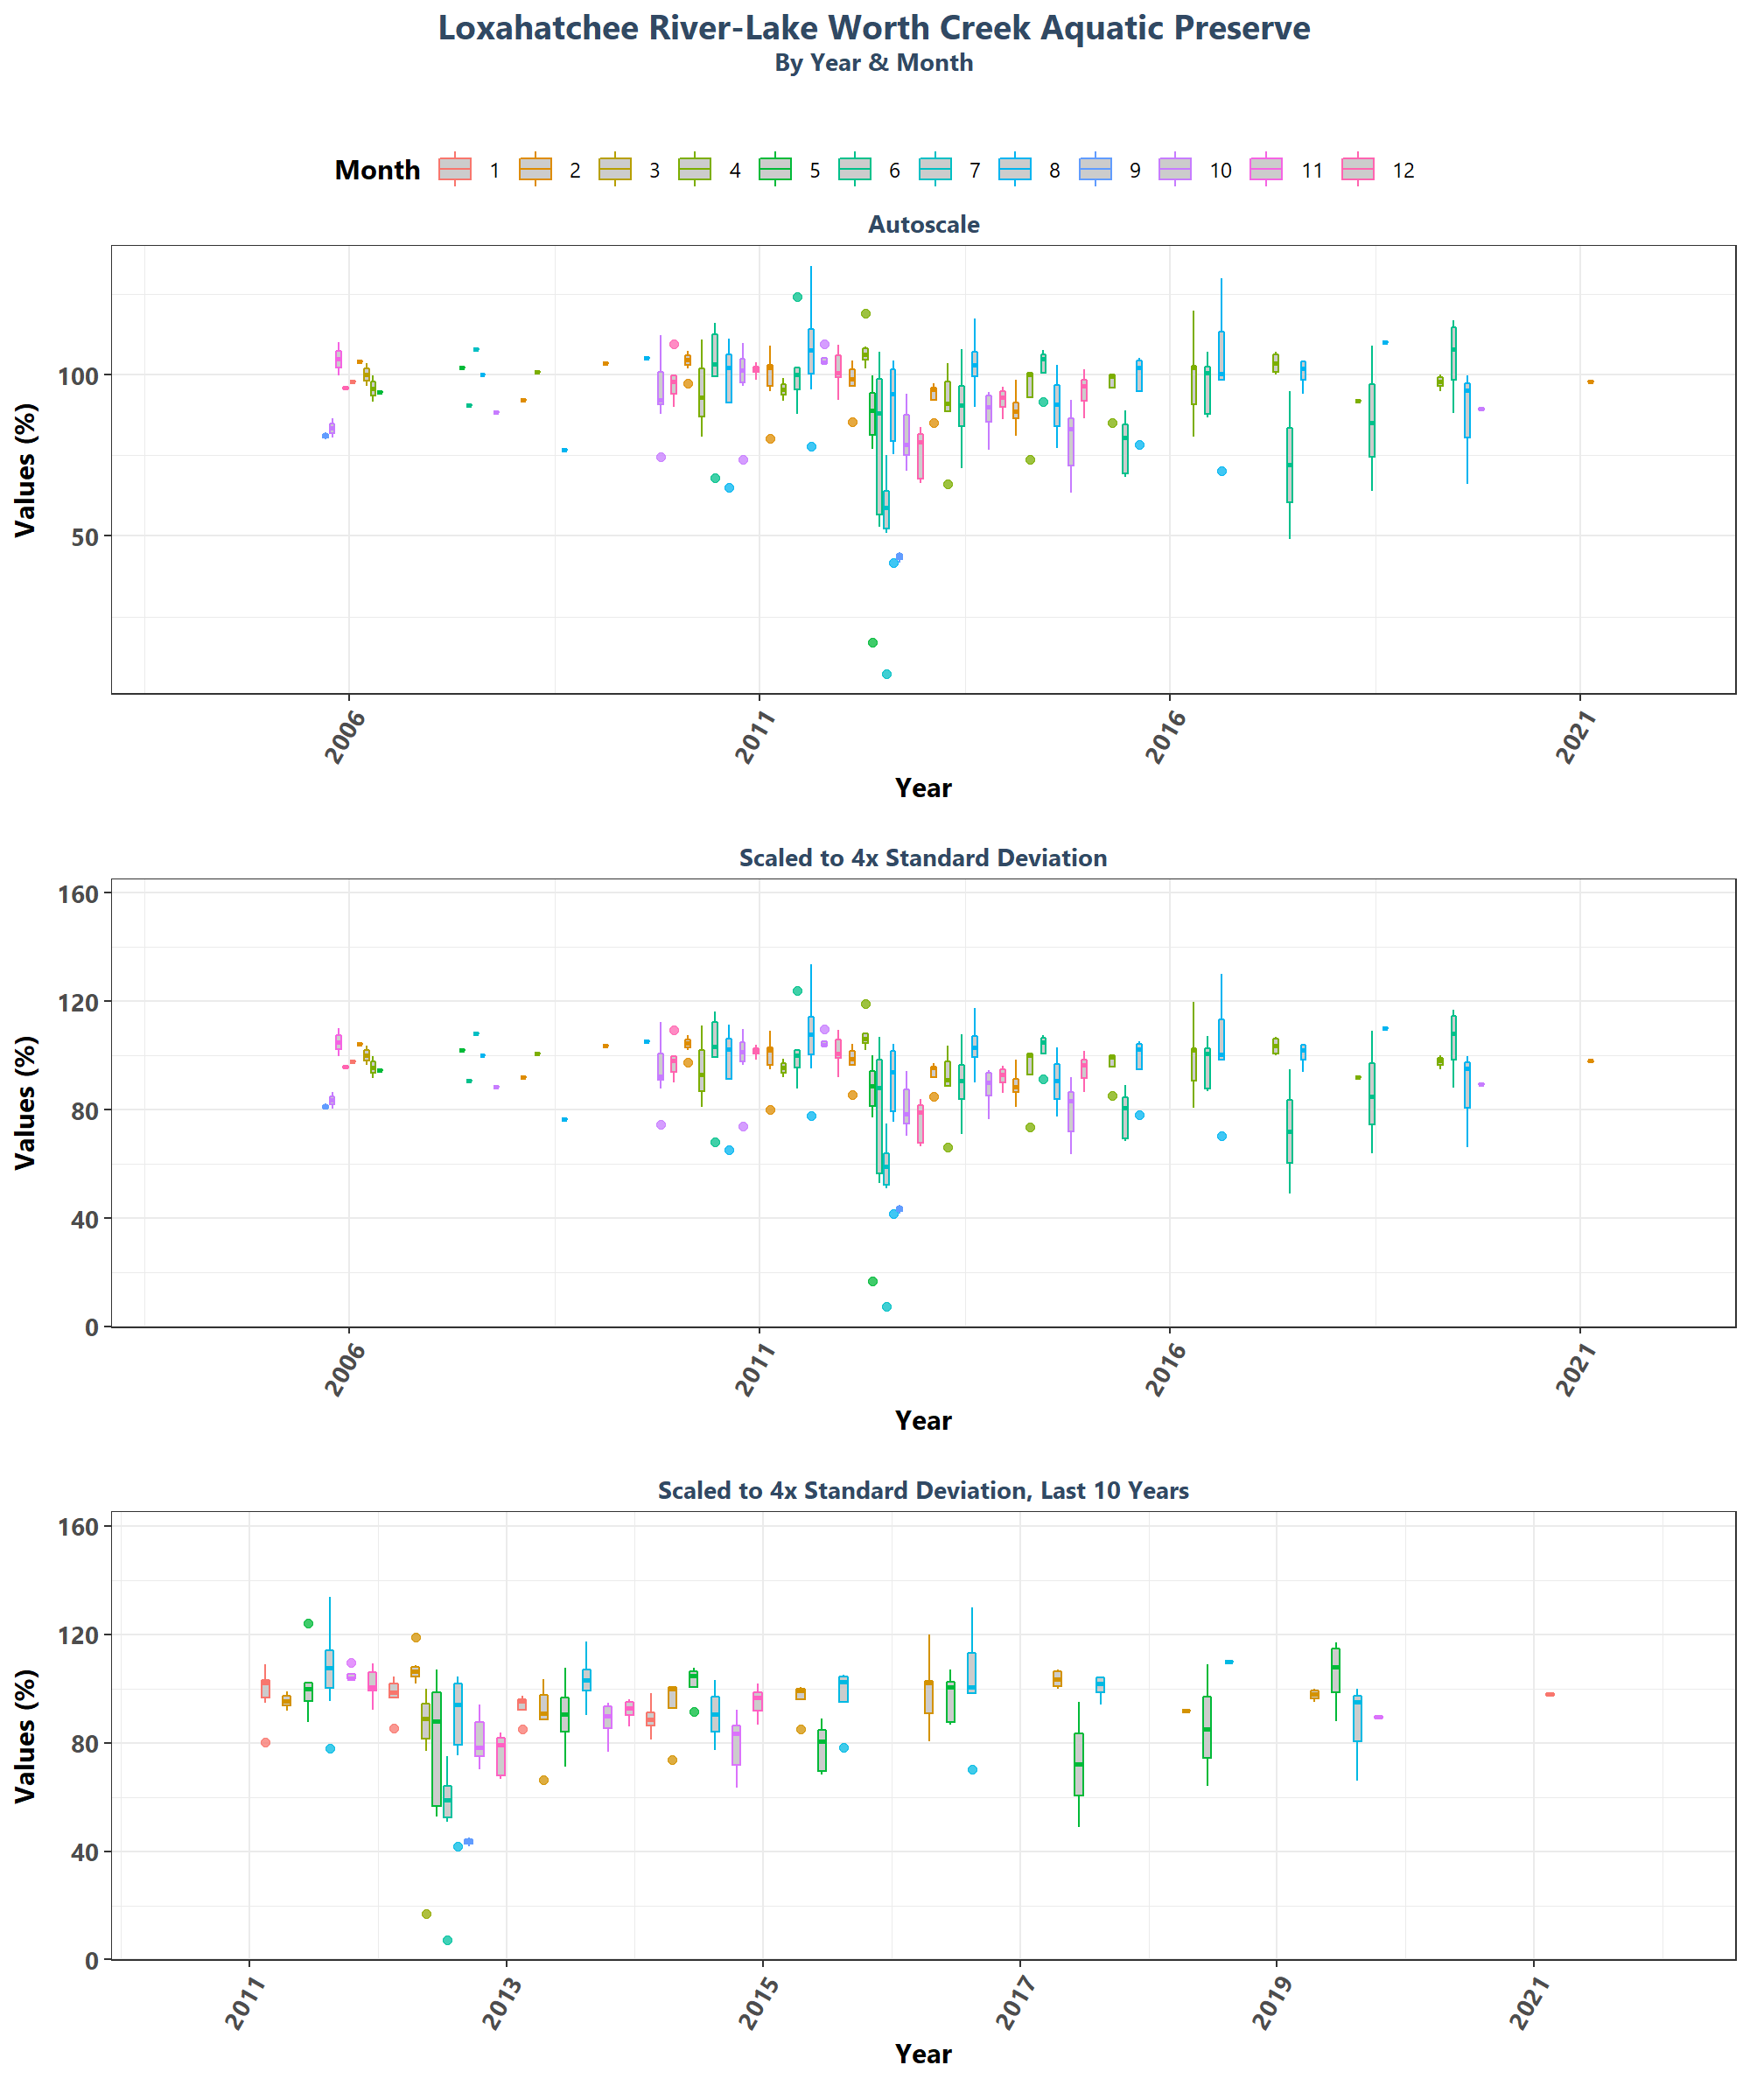 Loxahatchee River-Lake Worth Creek Aquatic Preserve
By Year & Month
Month 1 2 3 4 5 6 7 8 9 10 11 12
Autoscale
100
50
Values (%)
2006 2011 2016 2021
Year
Scaled to 4x Standard Deviation
160
120
80
40
0
Values (%)
2006 2011 2016 2021
Year
Scaled to 4x Standard Deviation, Last 10 Years
160
120
80
40
0
Values (%)
2011 2013 2015 2017 2019 2021
Year